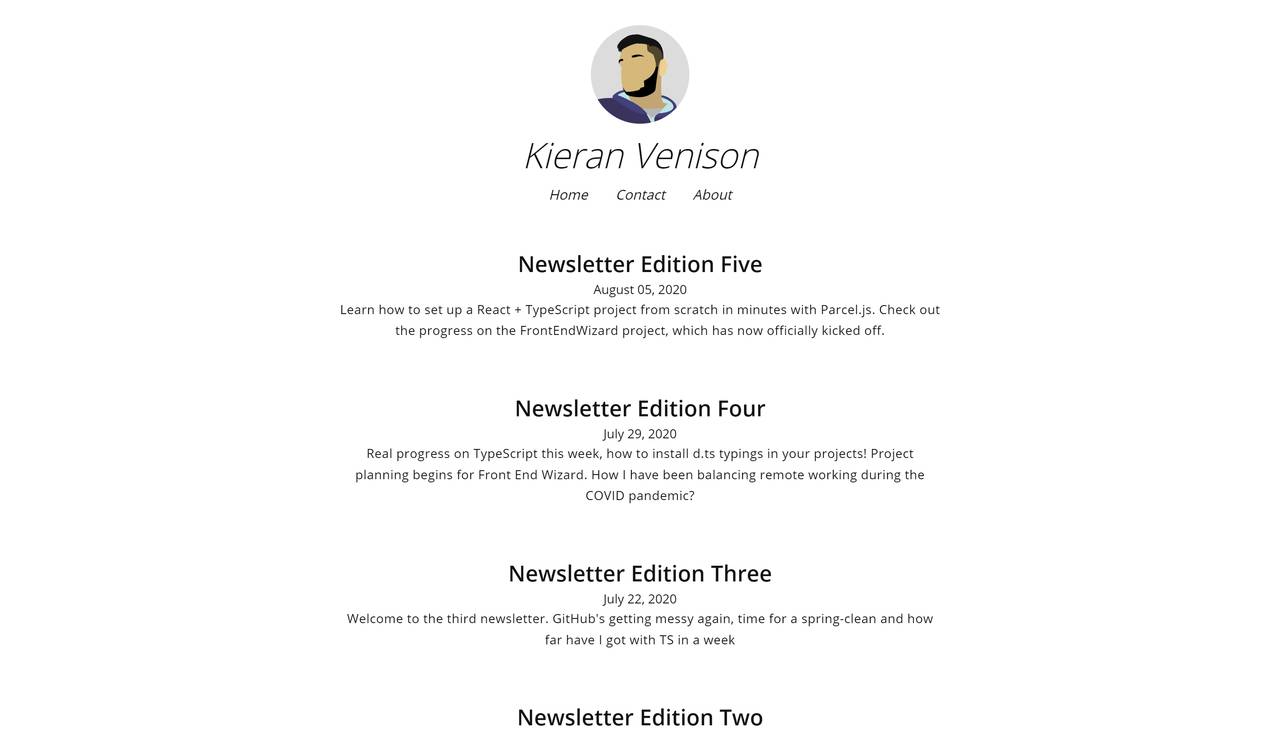 Kieran Venison
Home Contact About
Newsletter Edition Five
August 05, 2020
Learn how to set up a React + TypeScript project from scratch in minutes with Parcel.js. Check out
the progress on the FrontEndWizard project, which has now officially kicked off.
Newsletter Edition Four
July 29, 2020
Real progress on TypeScript this week, how to install d.ts typings in your projects! Project
planning begins for Front End Wizard. How I have been balancing remote working during the
COVID pandemic?
Newsletter Edition Three
July 22, 2020
Welcome to the third newsletter. GitHub's getting messy again, time for a spring-clean and how
far have I got with TS in a week
Newsletter Edition Two